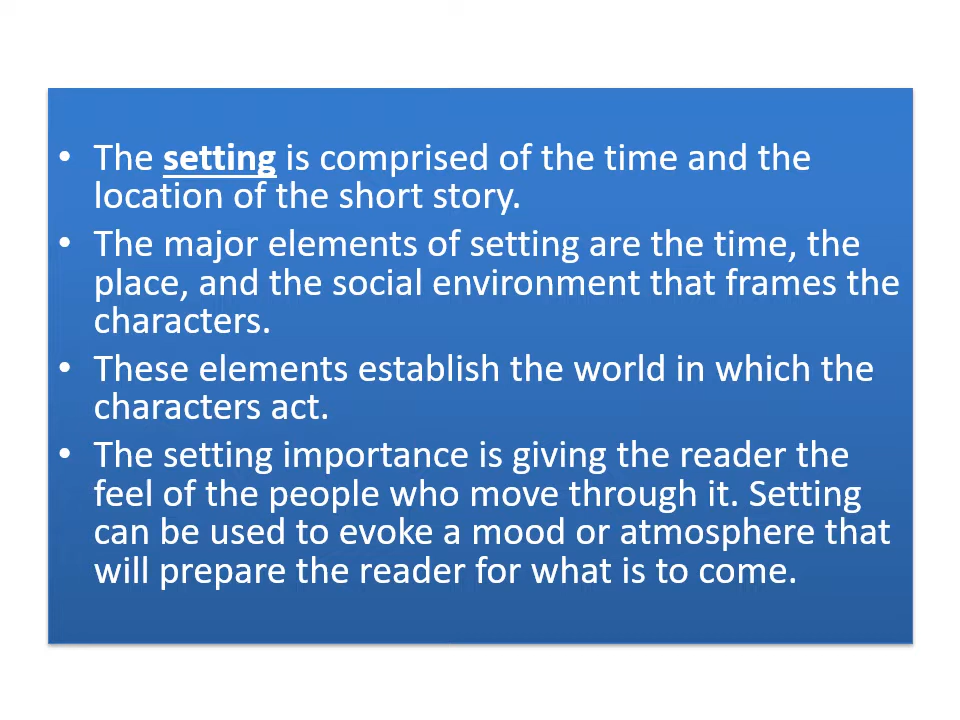 • The setting is comprised of the time and the
location of the short story.
• The major elements of setting are the time, the
place, and the social environment that frames the
characters.
• These elements establish the world in which the
characters act.
• The setting importance is giving the reader the
feel of the people who move through it. Setting
can be used to evoke a mood or atmosphere that
will prepare the reader for what is to come.